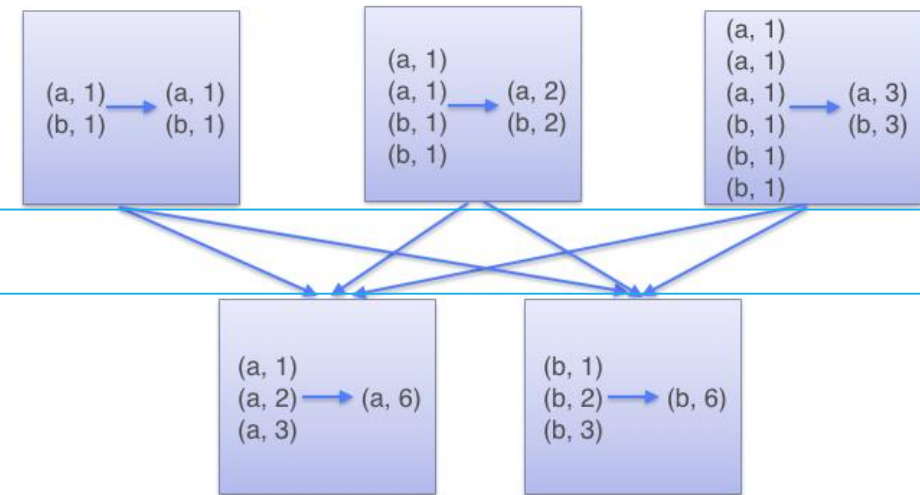 (a, 1)
(b, 1)
(a, 1)
(b, 1)
(a, 1)
(a, 1)
(b, 1)
(b, 1)
(a, 2)
(b, 2)
(a, 1)
(a, 1)
(a, 1)
(b, 1)
(b, 1)
(b, 1)
(a, 3)
(b, 3)
(a, 1)
(a, 2)
(a, 3)
(a, 6)
(b, 1)
(b, 2)
(b, 3)
(b, 6)